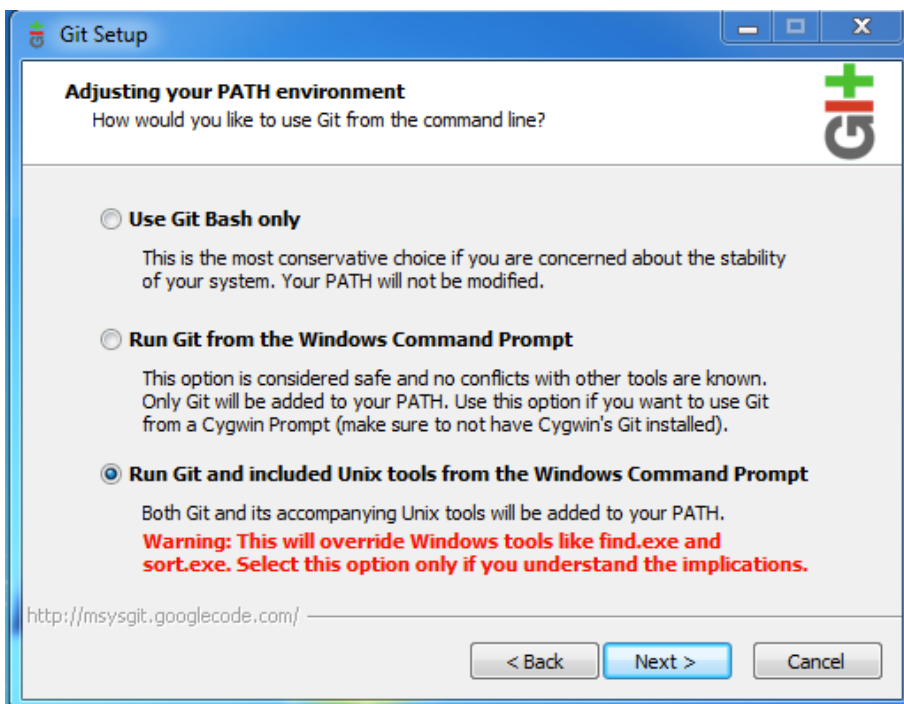 Git Setup
Adjusting your PATH environment
How would you like to use Git from the command line?
GIT
Use Git Bash only
This is the most conservative choice if you are concerned about the stability
of your system. Your PATH will not be modified.
Run Git from the Windows Command Prompt
This option is considered safe and no conflicts with other tools are known.
Only Git will be added to your PATH. Use this option if you want to use Git
from a Cygwin Prompt (make sure to not have Cygwin's Git installed).
Run Git and included Unix tools from the Windows Command Prompt
Both Git and its accompanying Unix tools will be added to your PATH.
Warning: This will override Windows tools like find.exe and
sort.exe. Select this option only if you understand the implications.
http://msysgit.googlecode.com/
< Back Next > Cancel